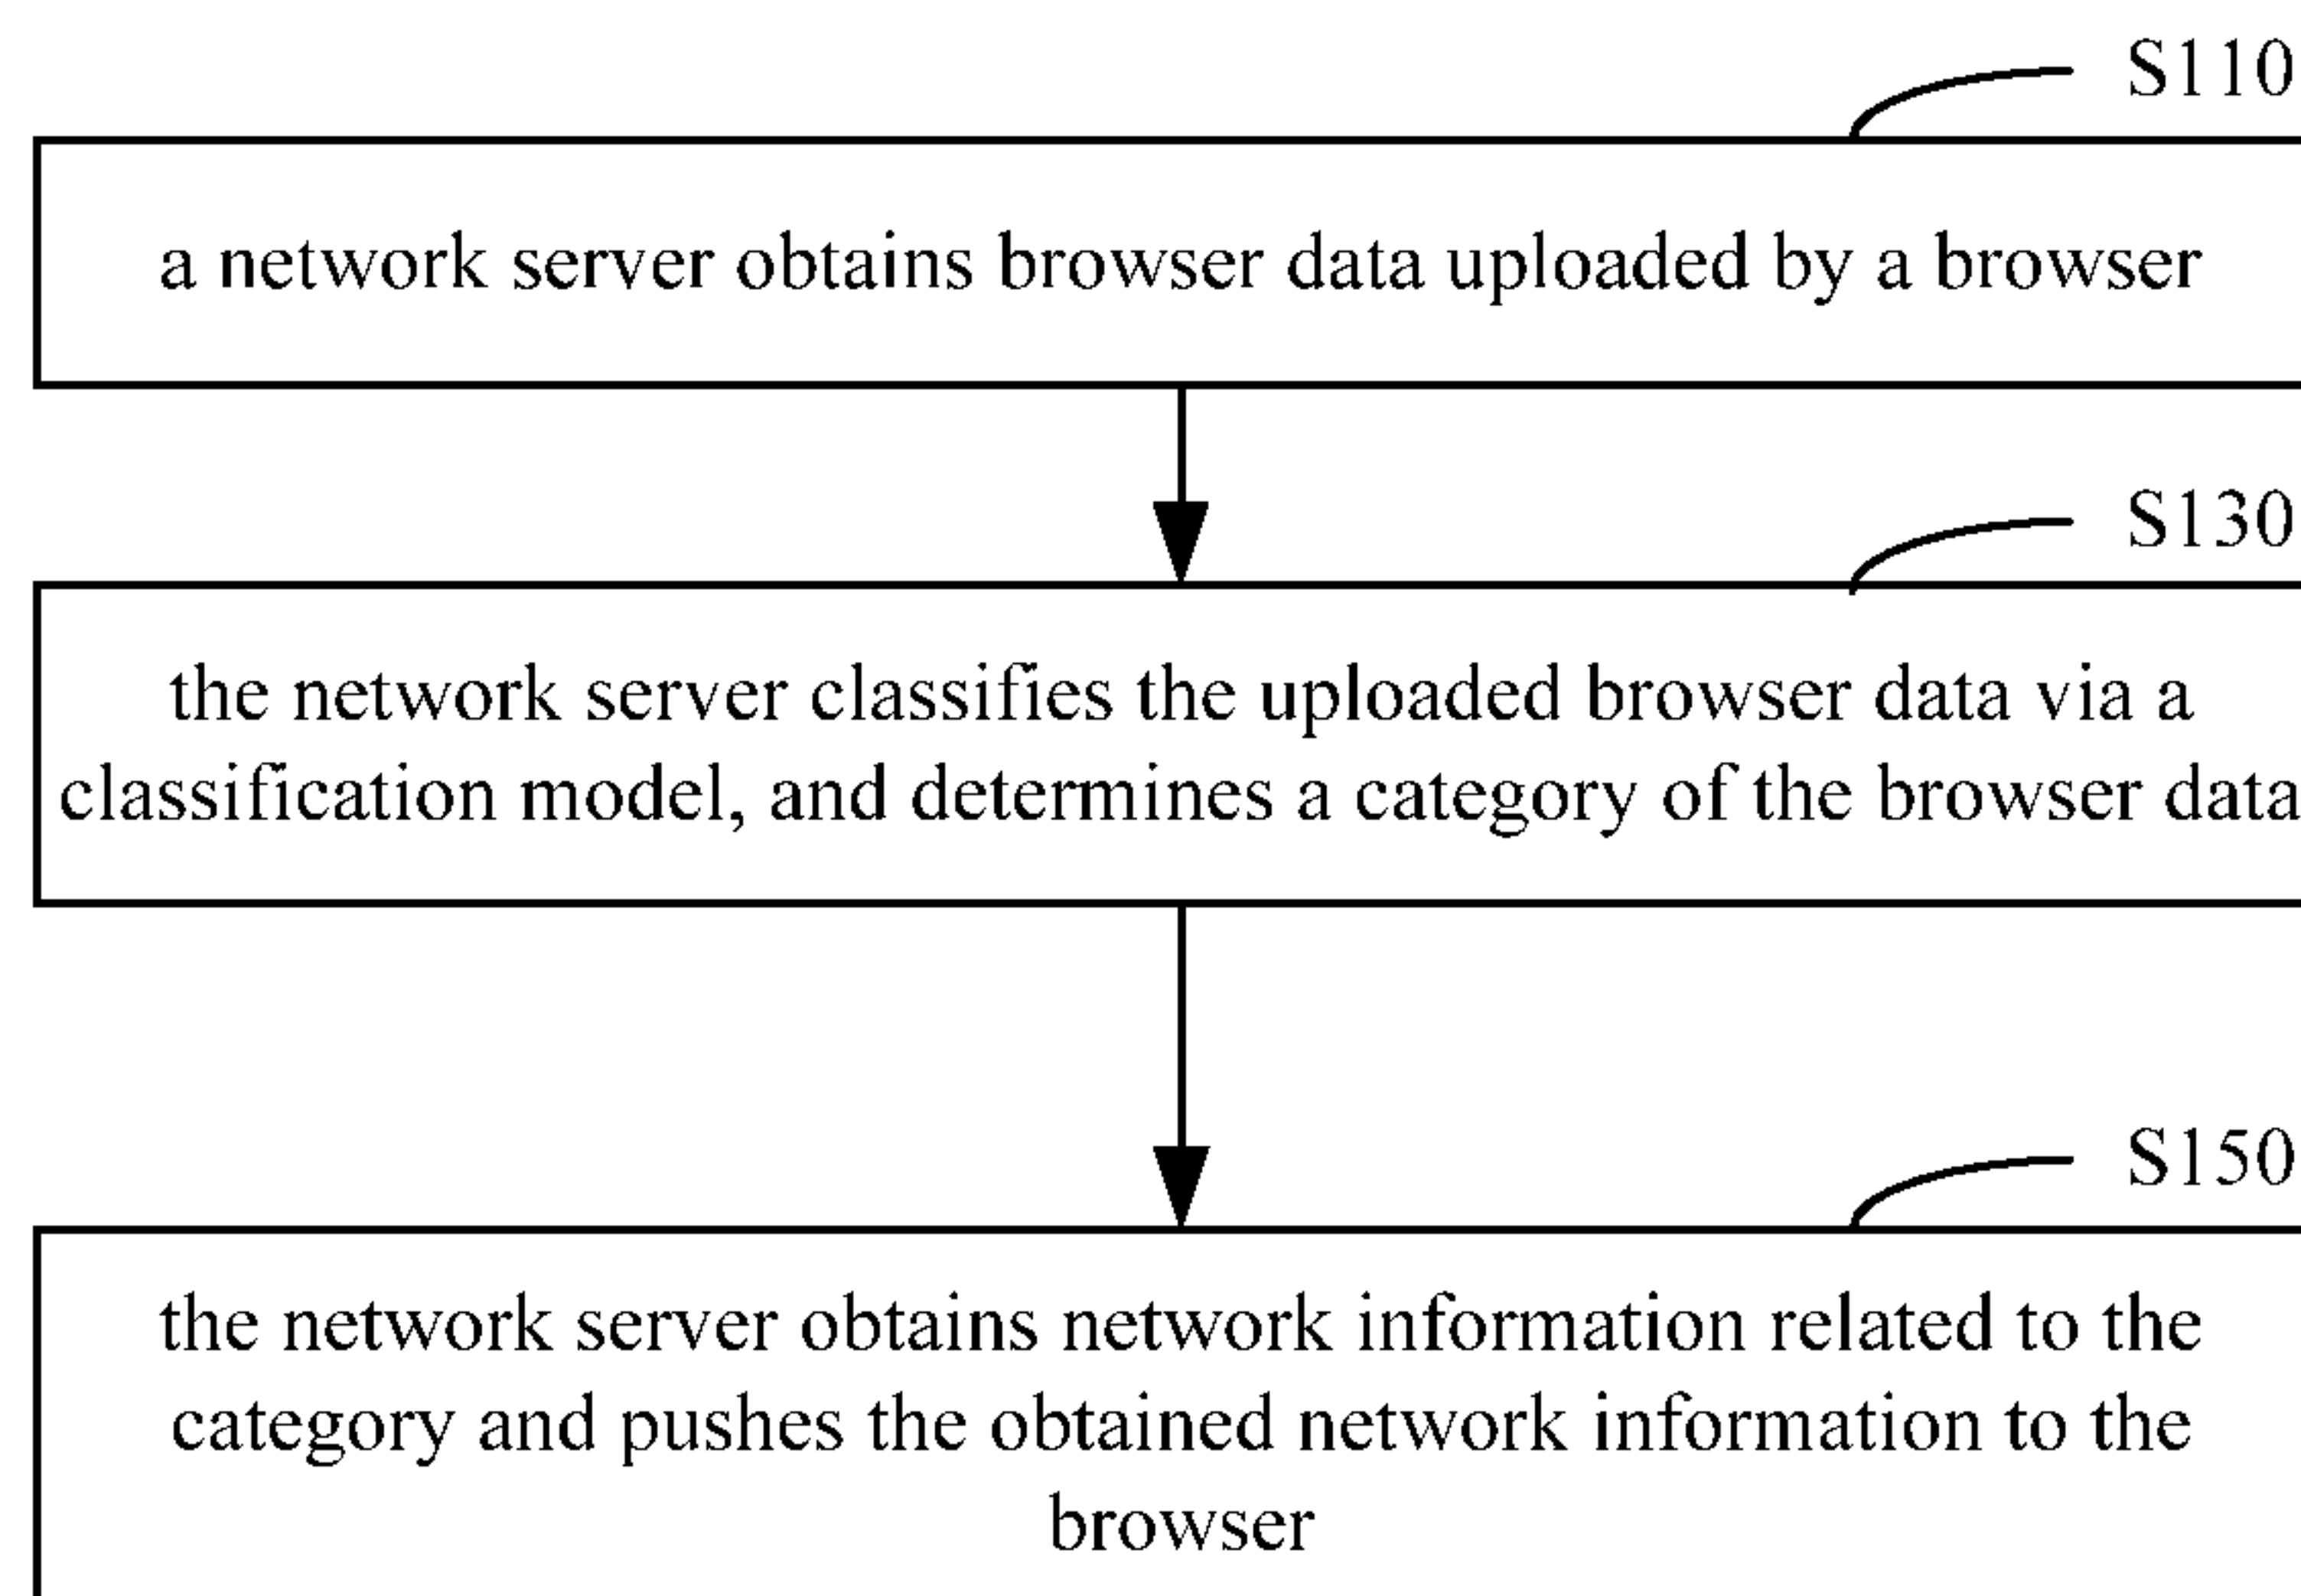 S110
a network server obtains browser data uploaded by a browser
S130
the network server classifies the uploaded browser data via a
classification model, and determines a category of the browser data
S150
the network server obtains network information related to the
category and pushes the obtained network information to the
browser